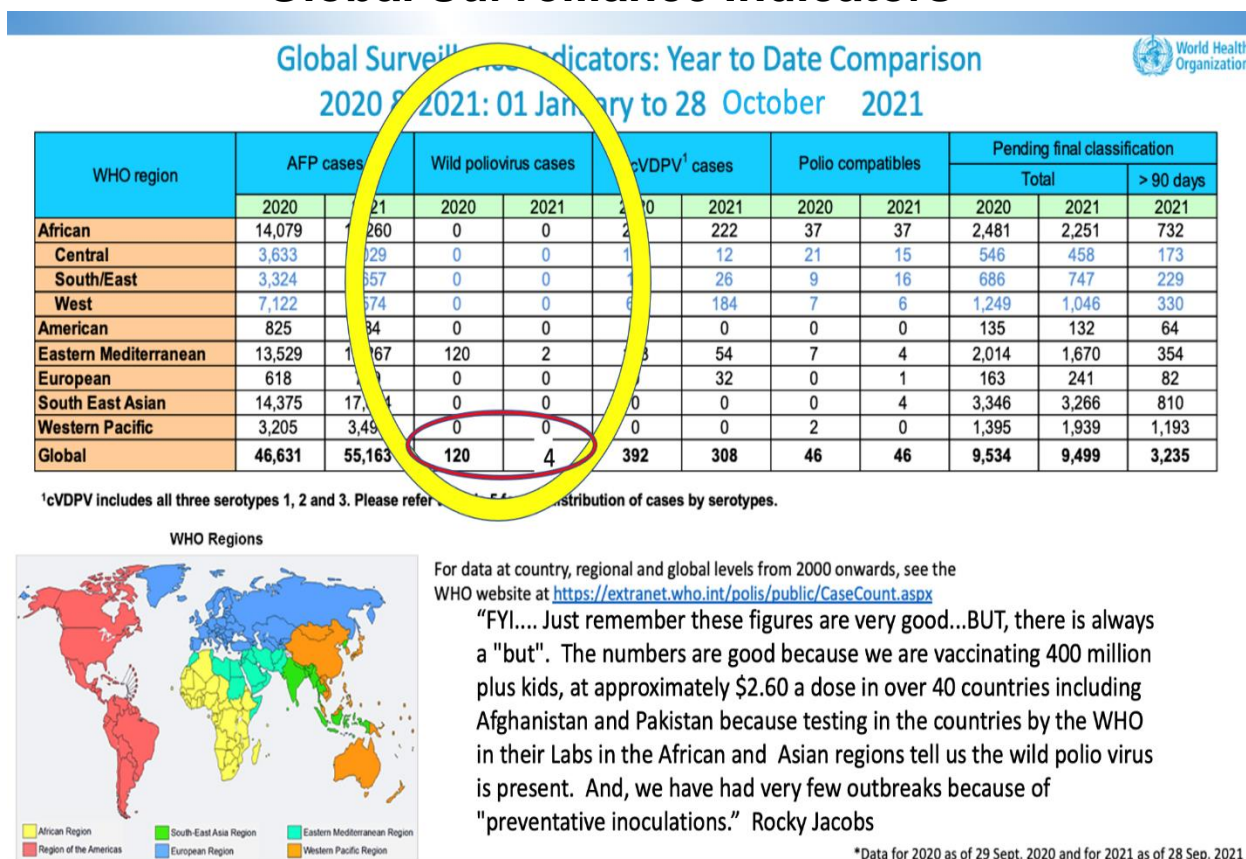 Global Indicators
World Health
Organization
Global Indicators: Year to Date Comparison
2020 & 2021: 01 January to 28 October 2021
WHO region AFP cases Wild poliovirus cases cVDPV¹ cases Polio compatibles Pending final classification
Total > 90 days
2020 2020 2021 2021 2020 2021 2020 2021 2021
African 14,079 0 0 222 37 37 2,481 2,251 732
Central 3,633 0 0 12 21 15 546 458 173
South/East 3,324 0 0 26 9 16 686 747 229
West 7,122 0 0 184 7 6 1,249 1,046 330
American 825 0 0 0 0 0 135 132 64
Eastern Mediterranean 13,529 120 2 54 7 4 2,014 1,670 354
European 618 0 0 32 0 1 163 241 82
South East Asian 14,375 0 0 0 0 0 4 3,346 3,266 810
Western Pacific 3,205 0 0 0 0 2 0 1,395 1,939 1,193
Global 46,631 55,163 120 4 392 308 46 46 9,534 9,499 3,235
¹cVDPV includes all three serotypes 1, 2 and 3. Please refer distribution of cases by serotypes.
WHO Regions
African Region
South-East Asia Region
Eastern Mediterranean Region
Region of the Americas
European Region
Western Pacific Region
For data at country, regional and global levels from 2000 onwards, see the
WHO website at https://extranet.who.int/polis/public/CaseCount.aspx
“FYI.... Just remember these figures are very good...BUT, there is always
a "but". The numbers are good because we are vaccinating 400 million
plus kids, at approximately $2.60 a dose in over 40 countries including
Afghanistan and Pakistan because testing in the countries by the WHO
in their Labs in the African and Asian regions tell us the wild polio virus
is present. And, we have had very few outbreaks because of
"preventative inoculations.” Rocky Jacobs
*Data for 2020 as of 29 Sept. 2020 and for 2021 as of 28 Sep. 2021